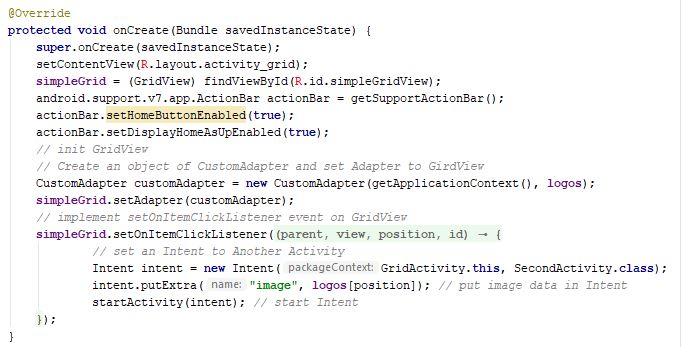 @Override
protected void onCreate(Bundle savedInstanceState) {
super.onCreate(savedInstanceState);
setContentView(R.layout.activity_grid);
simpleGrid = (GridView) findViewById(R.id.simpleGridView);
android.support.v7.app.ActionBar actionBar = getSupportActionBar();
actionBar.setHomeButtonEnabled(true);
actionBar.setDisplayHomeAsUpEnabled(true);
// init GridView
// Create an object of CustomAdapter and set Adapter to GirdView
CustomAdapter customAdapter = new CustomAdapter(getApplicationContext(), logos);
simpleGrid.setAdapter(customAdapter);
// implement setOnItemClickListener event on GridView
simpleGrid.setOnItemClickListener((parent, view, position, id) → {
// set an Intent to Another Activity
Intent intent = new Intent( packageContext: GridActivity.this, SecondActivity.class);
intent.putExtra( name: "image", logos[position]); // put image data in Intent
startActivity(intent); // start Intent
});
}